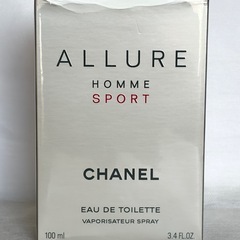 ALLURE
HOMME
SPORT
CHANEL
EAU DE TOILETTE
VAPORISATEUR SPRAY
100 ml 3.4 FL.OZ